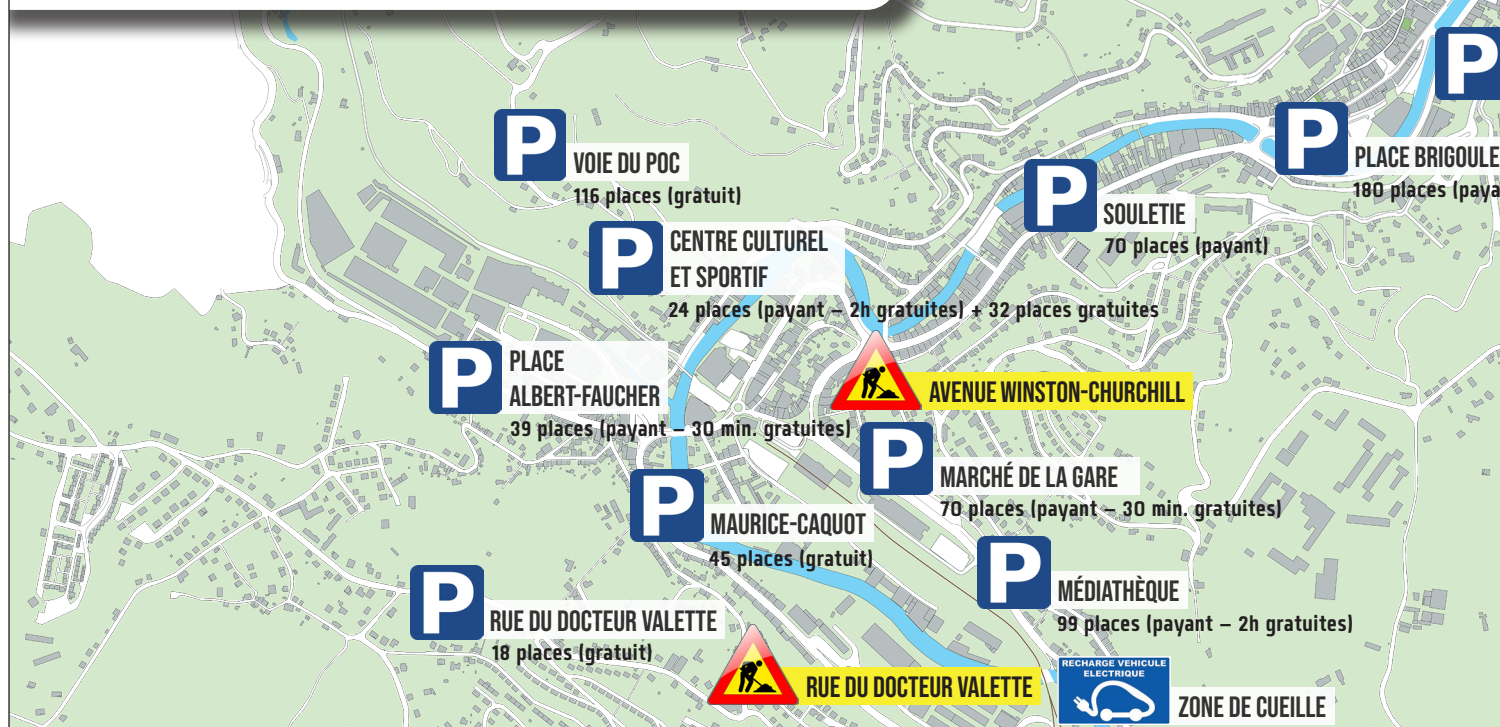 P
P
PLACE BRIGOULE
180 places (paya
P
VOIE DU POC
116 places (gratuit)
P
SOULETIE
70 places (payant)
P
CENTRE CULTUREL
ET SPORTIF
24 places (payant – 2h gratuites) + 32 places gratuites
P
PLACE
ALBERT-FAUCHER
39 places (payant – 30 min. gratuites)
AVENUE WINSTON-CHURCHILL
P
MARCHÉ DE LA GARE
70 places (payant – 30 min. gratuites)
P
MAURICE-CAQUOT
45 places (gratuit)
P
MÉDIATHÈQUE
99 places (payant – 2h gratuites)
P
RUE DU DOCTEUR VALETTE
18 places (gratuit)
RUE DU DOCTEUR VALETTE
RECHARGE VEHICULE
ELECTRIQUE
ZONE DE CUEILLE